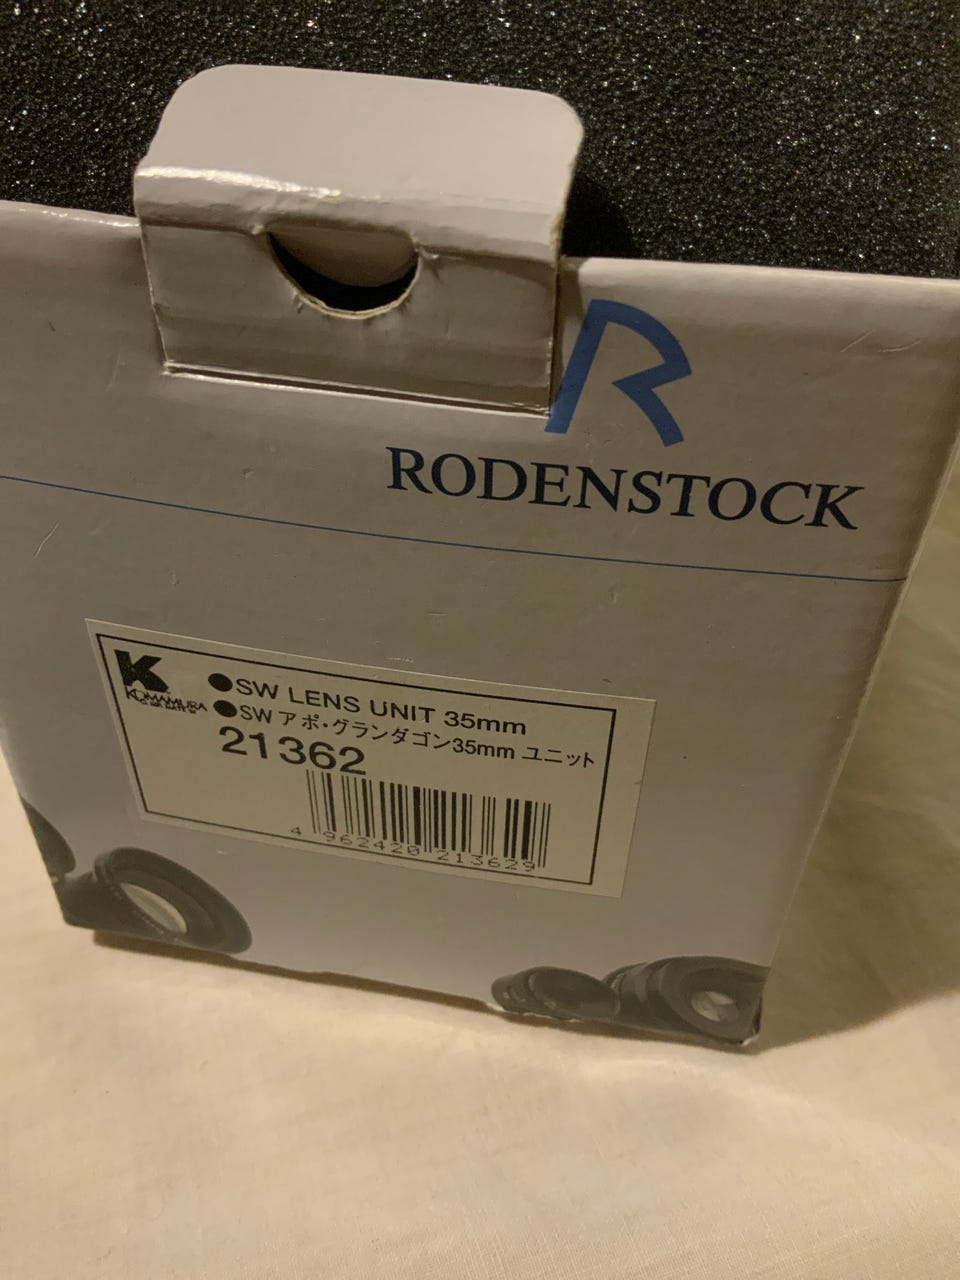 R
RODENSTOCK
K
KOMAMURA
●SW LENS UNIT 35mm
●SW アポ・グランダゴン35mm ユニット
21362
4 962420 213629